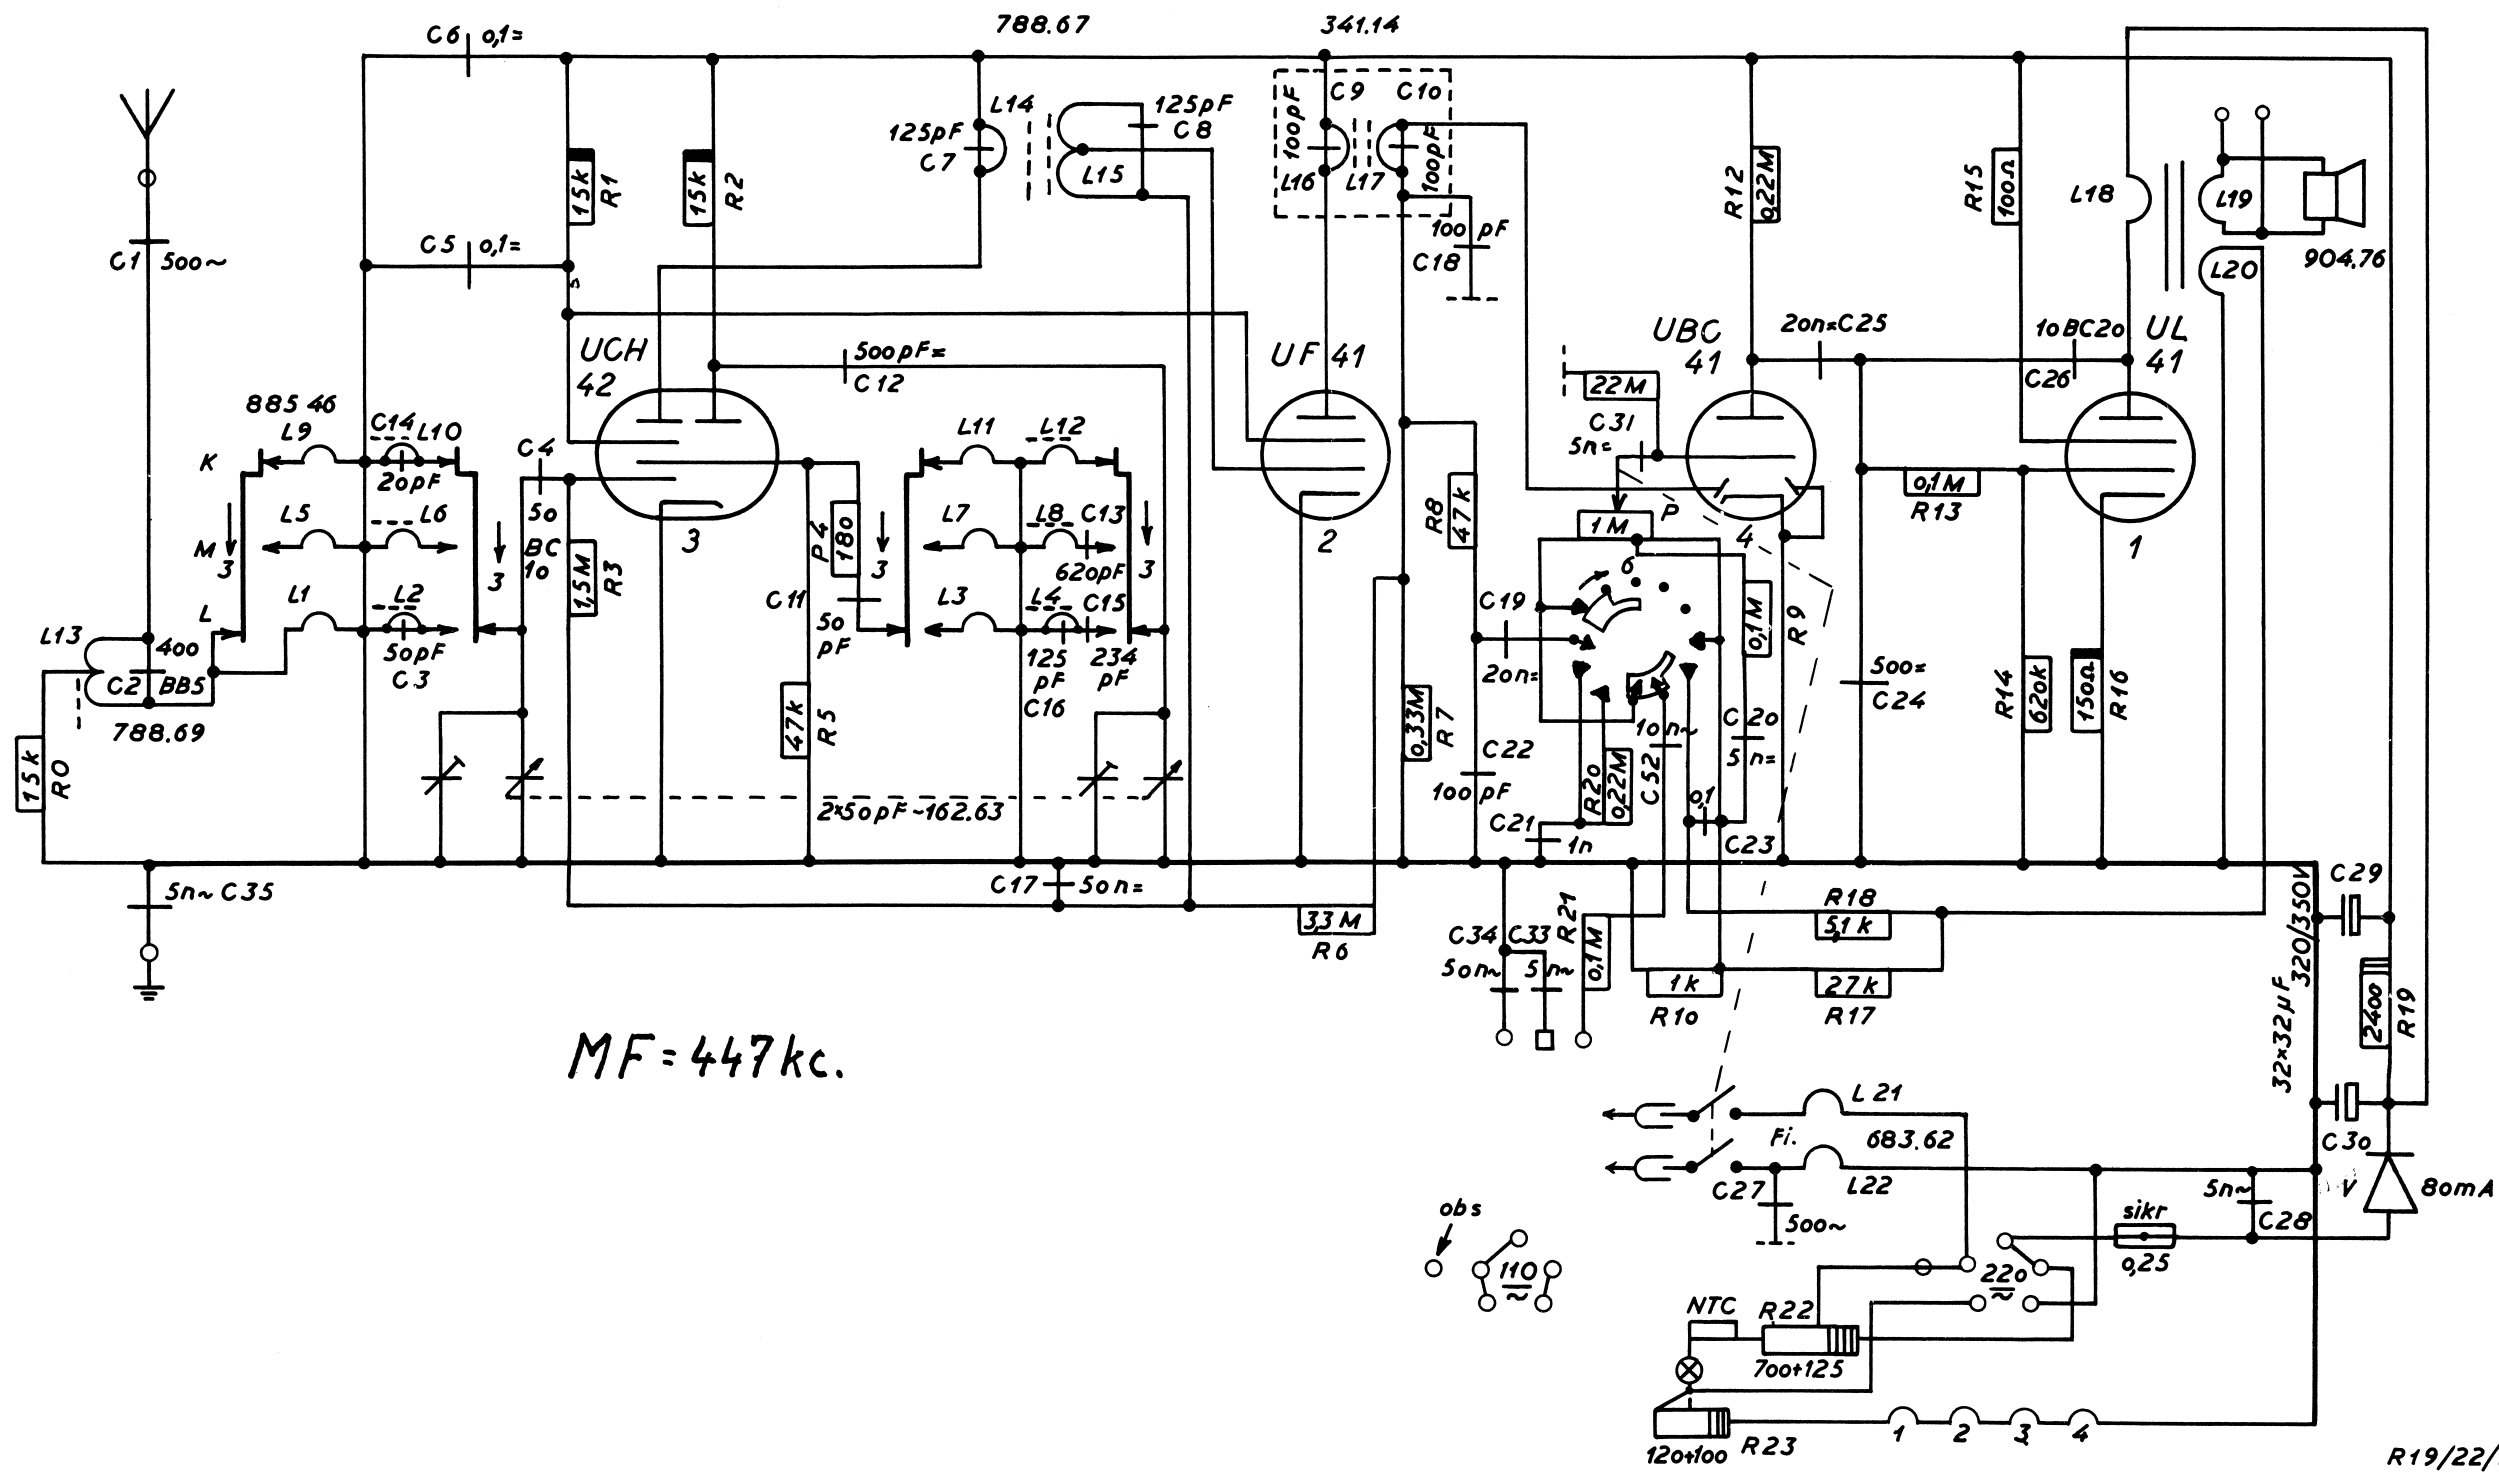 788.67
341.14
C6 0,1=
L14
125pF
C8
125pF
C7
L15
C9
C10
100pF
100pF
L16
L17
15k
R1
15k
R2
R12
0,22M
R15
100Ω
L18
L19
L20
904.76
C1 500~
C5 0,1=
100 pF
C18
UCH
42
500pF=
C12
UF 41
UBC
41
20n=C25
10BC20
C26
UL
41
22M
C31
5n=
885 46
L9
C14
L10
20pF
K
C4
50
BC
10
L11
L12
L5
L6
M
3
3
L7
L8
C13
620pF
3
3
L1
L2
L
50pF
C3
L3
L4
C15
125
pF
C16
234
pF
1,5M
R3
3
P4
180
C11
50
pF
2
R8
47k
1M
P
4
0,1M
R13
1
6
C19
20n=
0,1M
R9
L13
400
C2
BB5
788.69
15k
R0
47k
R5
0,33M
R7
C22
100 pF
C21
1n
R20
0,22M
10n~
C52
C20
5n=
0,1
C23
500=
C24
R14
620k
150Ω
R16
2×50pF~162.63
5n~ C35
C17
50n=
3,3M
R6
C34
50n~
C33
5n~
R21
0,1M
R18
5,1k
1k
R10
27k
R17
32×32µF
320/350V
C29
2400
R19
C30
MF=447kc.
L21
Fi.
683.62
C27
L22
500~
5n~
C28
V
80mA
sikr
0,25
obs
110
≈
220
≈
NTC
R22
700+125
120+100
R23
1
2
3
4
R19/22/